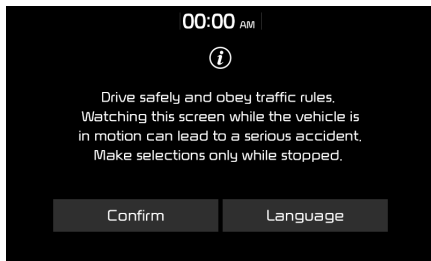 00:00 AM
i
Drive safely and obey traffic rules.
Watching this screen while the vehicle is
in motion can lead to a serious accident.
Make selections only while stopped.
Confirm Language